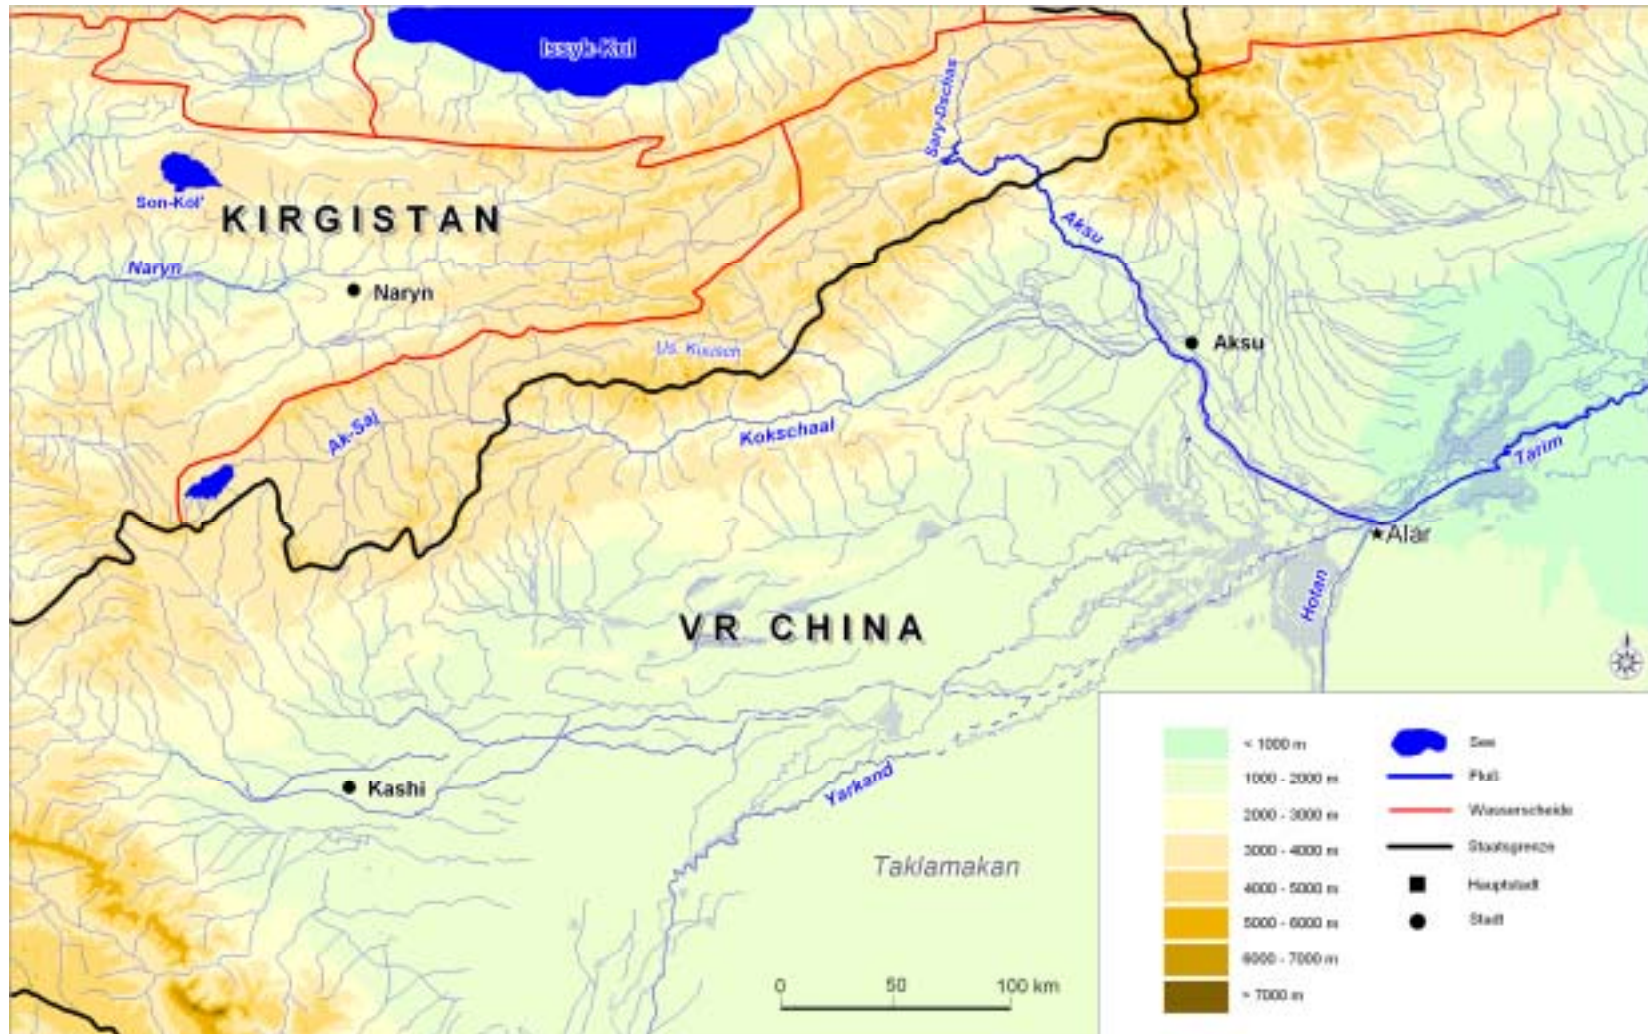 Issyk-Kul
Sary-Dschas
Son-Kol'
KIRGISTAN
Aksu
Naryn
Naryn
Aksu
Us. Kuusch
Ak-Saj
Kokschaal
Tarim
Alar
Hotan
VR CHINA
Kashi
Yarkand
Taklamakan
0 50 100 km
< 1000 m
1000 - 2000 m
2000 - 3000 m
3000 - 4000 m
4000 - 5000 m
5000 - 6000 m
6000 - 7000 m
> 7000 m
See
Fluß
Wasserscheide
Staatsgrenze
Hauptstadt
Stadt